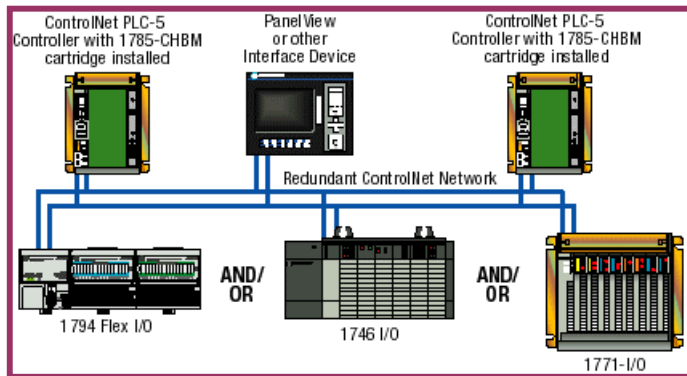 ControlNet PLC-5
Controller with 1785-CHBM
cartridge installed
PanelView
or other
Interface Device
ControlNet PLC-5
Controller with 1785-CHBM
cartridge installed
Redundant ControlNet Network
AND/
OR
AND/
OR
1794 Flex I/O
1746 I/O
1771-I/O